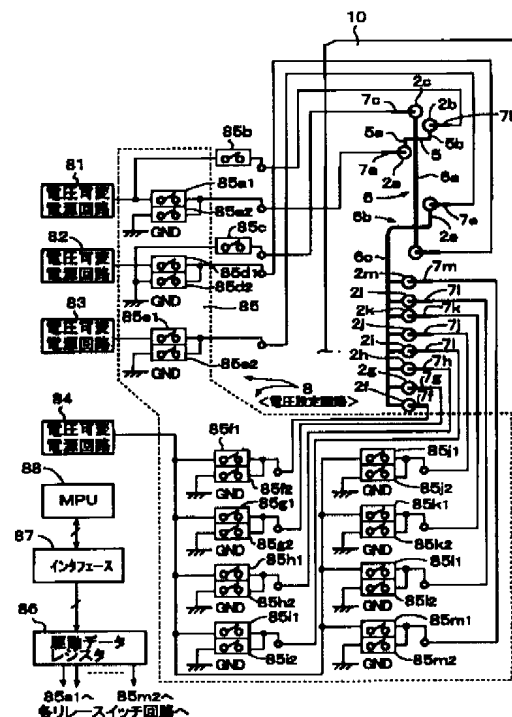 10
2c
7c
2b
7b
85b
5a
5b
5
81
電圧可変
電源回路
85a1
85a2
GND
7a
2a
6a
6
82
電圧可変
電源回路
85c
6b
7e
2e
85d1
85d2
GND
85
6c
2m
7m
83
電圧可変
電源回路
85e1
85e2
GND
2l
7l
2k
7k
2j
7j
2i
7i
2h
7h
2g
7g
2f
7f
8
<電圧設定回路>
84
電圧可変
電源回路
85f1
85f2
GND
85j1
85j2
GND
88
MPU
85g1
85g2
GND
85k1
85k2
GND
87
インタフェース
85h1
85h2
GND
85l1
85l2
GND
86
駆動データ
レジスタ
85i1
85i2
GND
85m1
85m2
GND
85a1へ
85m2へ
各リレースイッチ回路へ